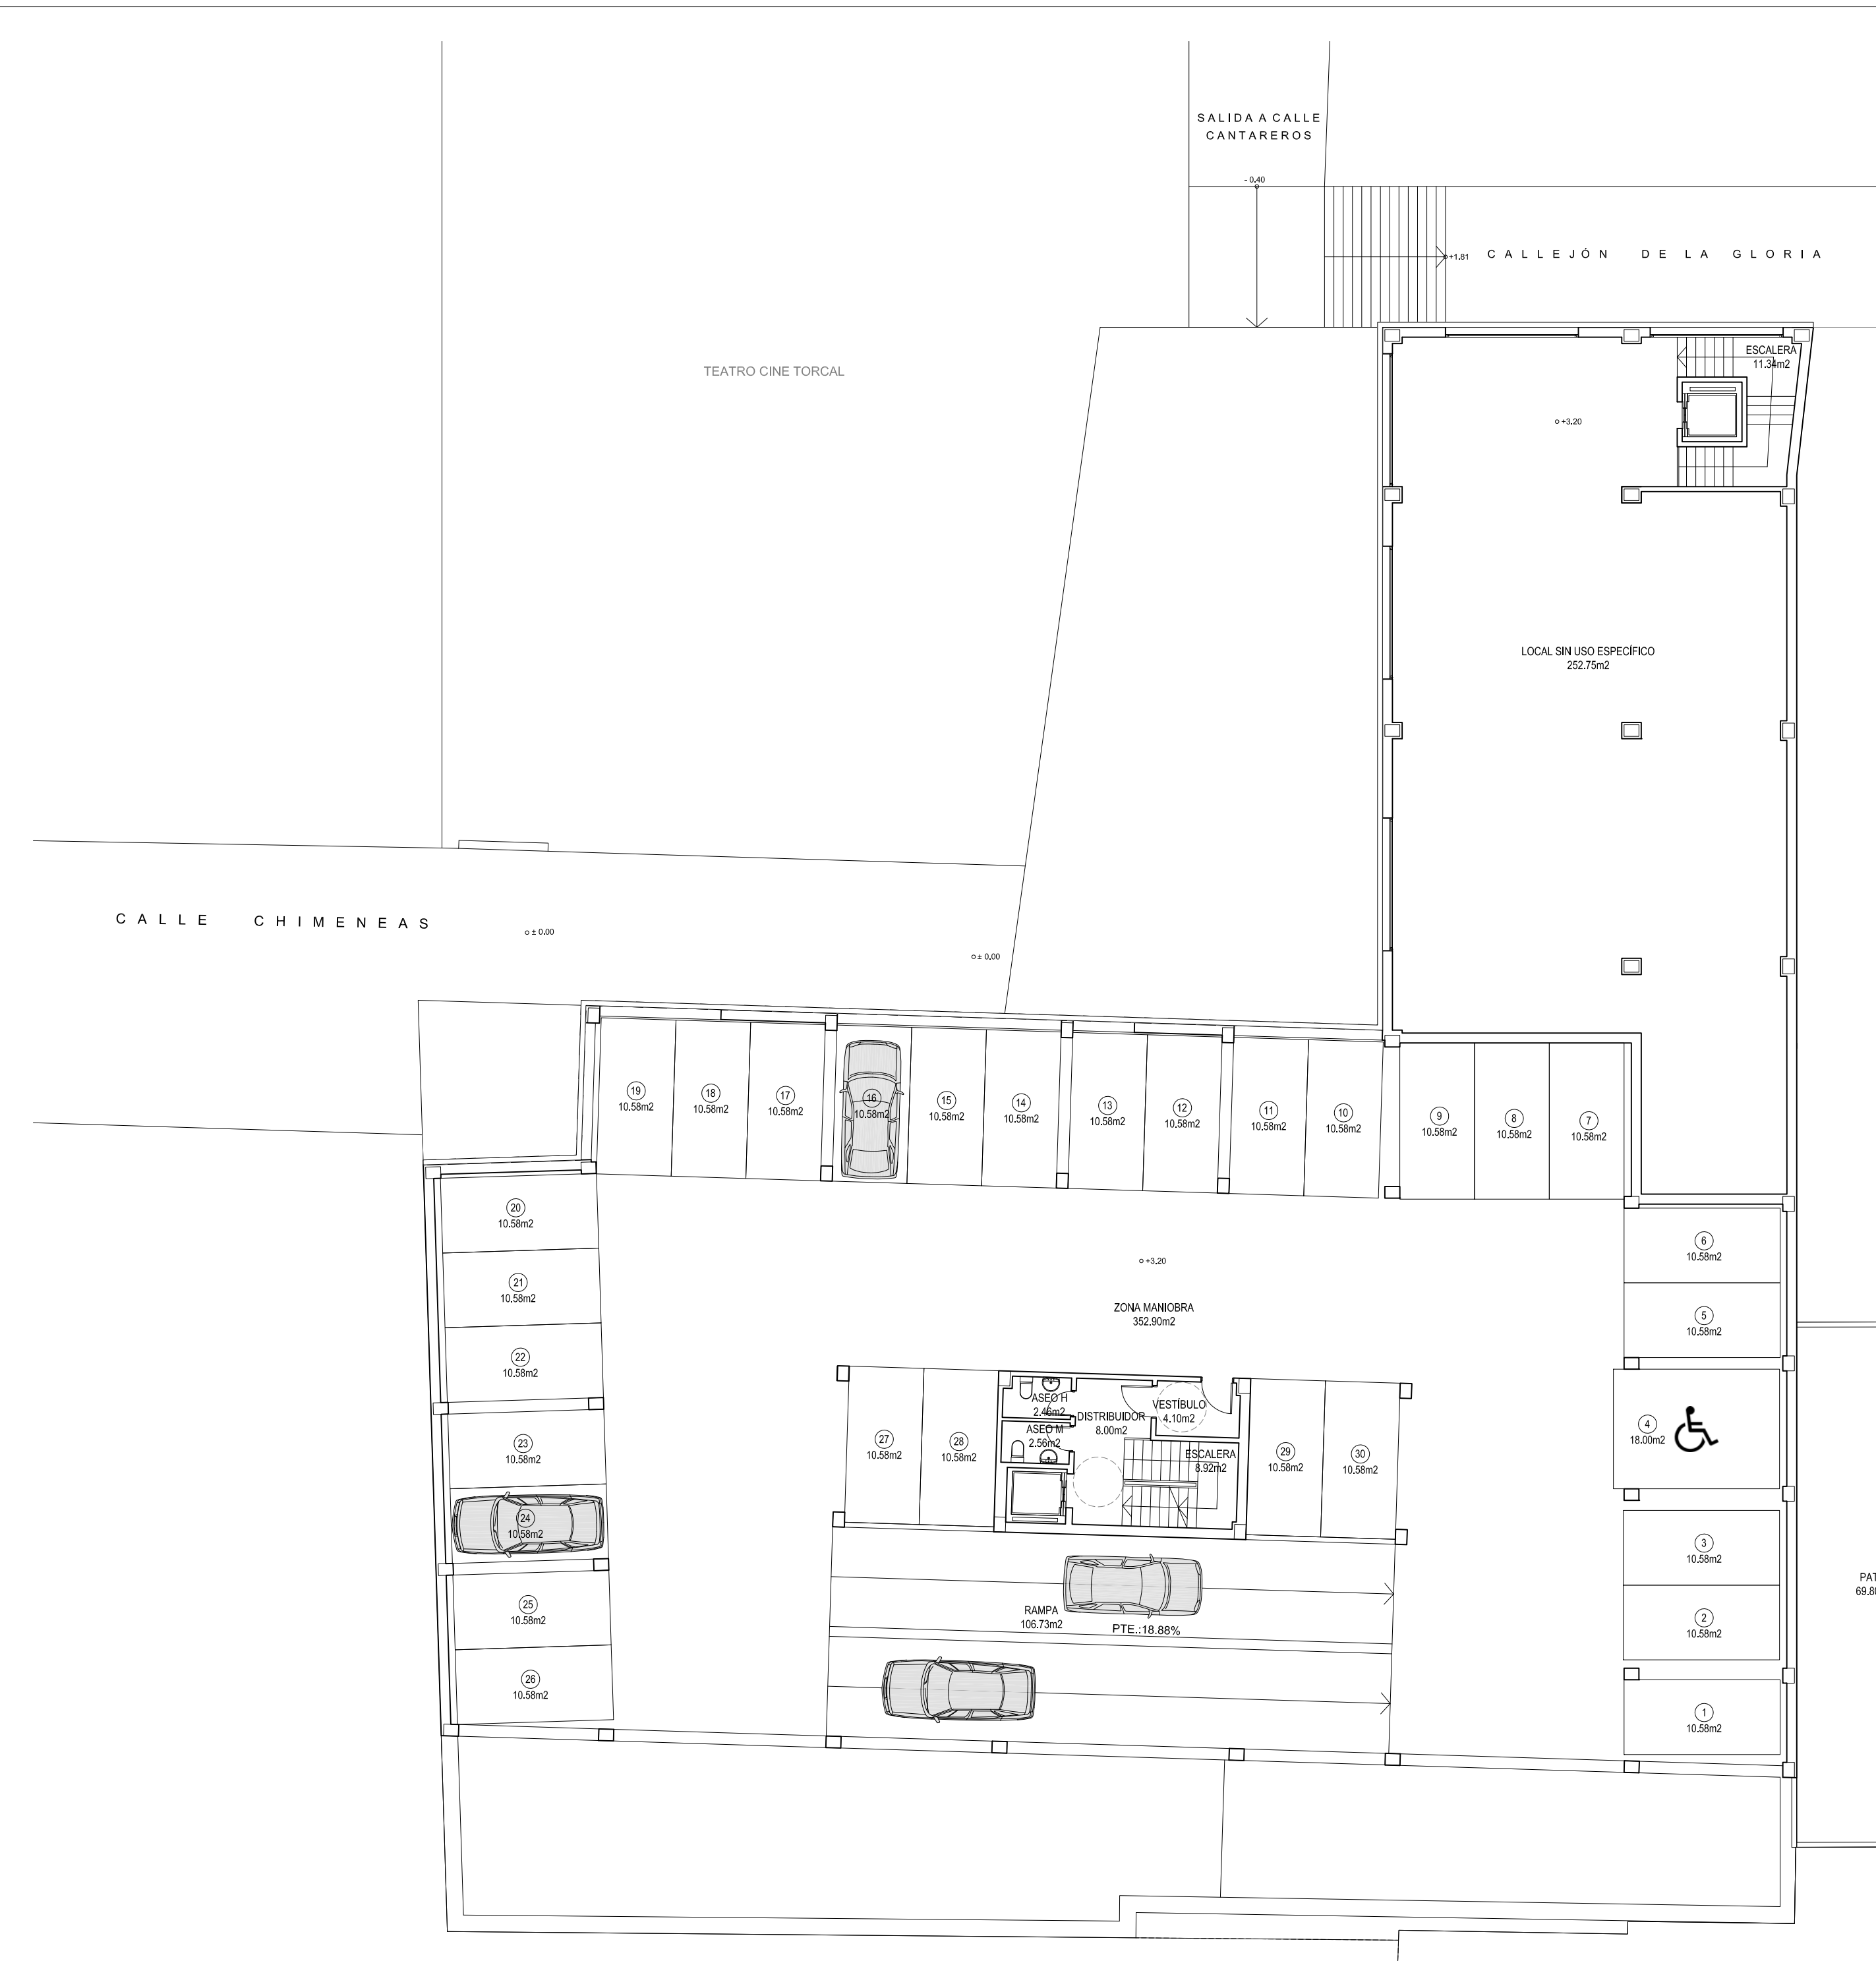 SALIDA A CALLE
CANTAREROS
- 0.40
+1.81
CALLEJÓN DE LA GLORIA
TEATRO CINE TORCAL
ESCALERA
11.34m2
+3.20
LOCAL SIN USO ESPECÍFICO
252.75m2
CALLE CHIMENEAS
± 0.00
± 0.00
19
10.58m2
18
10.58m2
17
10.58m2
16
10.58m2
15
10.58m2
14
10.58m2
13
10.58m2
12
10.58m2
11
10.58m2
10
10.58m2
9
10.58m2
8
10.58m2
7
10.58m2
20
10.58m2
21
10.58m2
22
10.58m2
23
10.58m2
24
10.58m2
25
10.58m2
26
10.58m2
+3.20
ZONA MANIOBRA
352.90m2
6
10.58m2
5
10.58m2
4
18.00m2
3
10.58m2
2
10.58m2
1
10.58m2
27
10.58m2
28
10.58m2
ASEO H
2.46m2
ASEO M
2.56m2
DISTRIBUIDOR
8.00m2
VESTÍBULO
4.10m2
ESCALERA
8.92m2
29
10.58m2
30
10.58m2
RAMPA
106.73m2
PTE.:18.88%
PAT
69.80